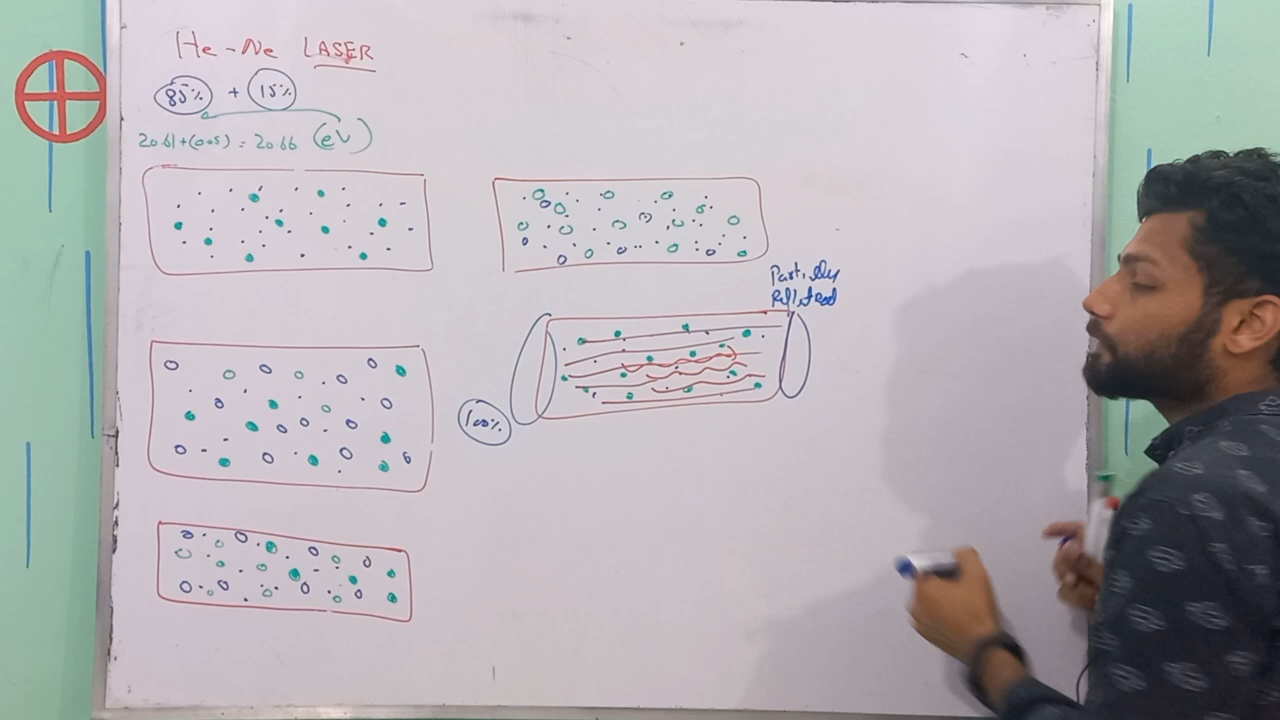 He-Ne LASER
85% + 15%
20.61+(0.05) = 20.66 (eV)
Partially
Reflected
100%